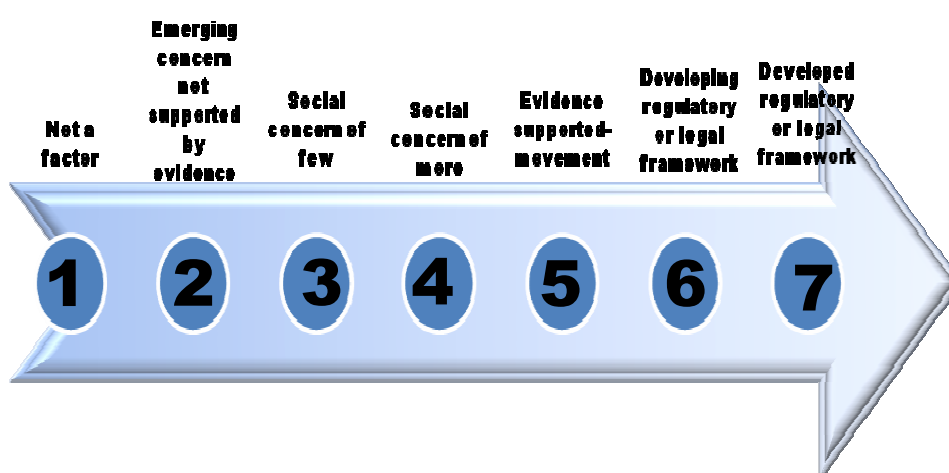 Not a
factor
Emerging
concern
not
supported
by
evidence
Social
concern of
few
Social
concern of
more
Evidence
supported-
movement
Developing
regulatory
or legal
framework
Developed
regulatory
or legal
framework
1
2
3
4
5
6
7